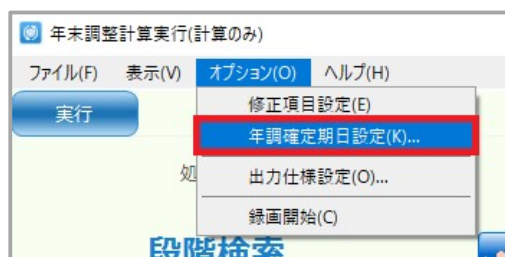 年末調整計算実行(計算のみ)
ファイル(F) 表示(V) オプション(O) ヘルプ(H)
実行
修正項目設定(E)
年調確定期日設定(K)...
処
出力仕様設定(O)...
録画開始(C)
段階検索